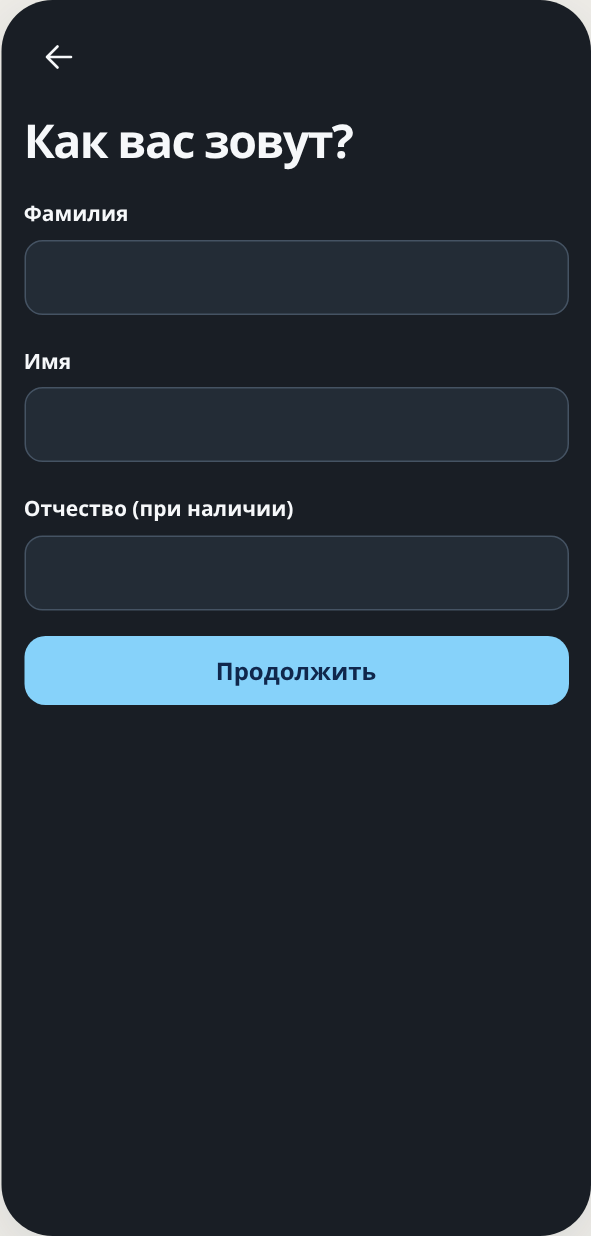 Как вас зовут?
Фамилия
Имя
Отчество (при наличии)
Продолжить